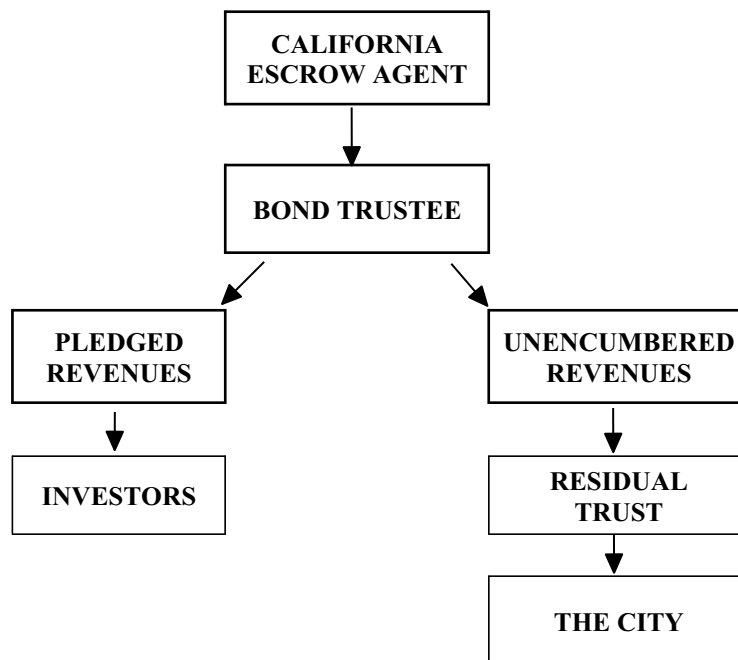 CALIFORNIA
ESCROW AGENT
BOND TRUSTEE
PLEDGED
REVENUES
UNENCUMBERED
REVENUES
INVESTORS
RESIDUAL
TRUST
THE CITY